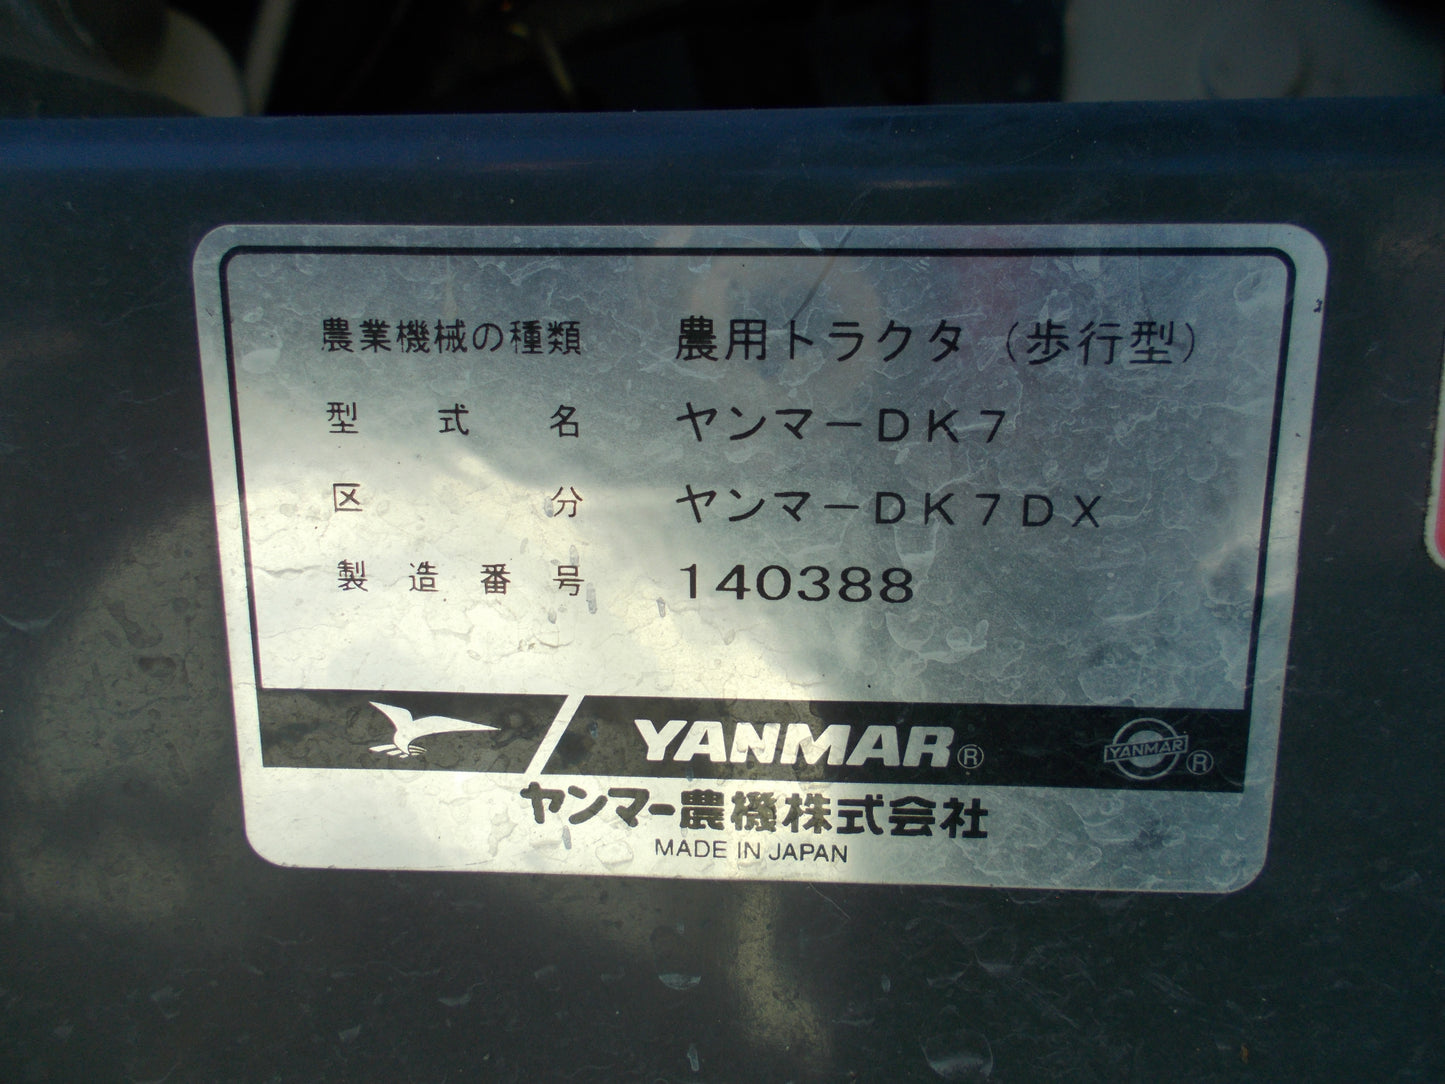 農業機械の種類 農用トラクタ（歩行型）
型式名 ヤンマーDK7
区分 ヤンマーDK7DX
製造番号 140388
YANMAR® YANMAR®
ヤンマー農機株式会社
MADE IN JAPAN